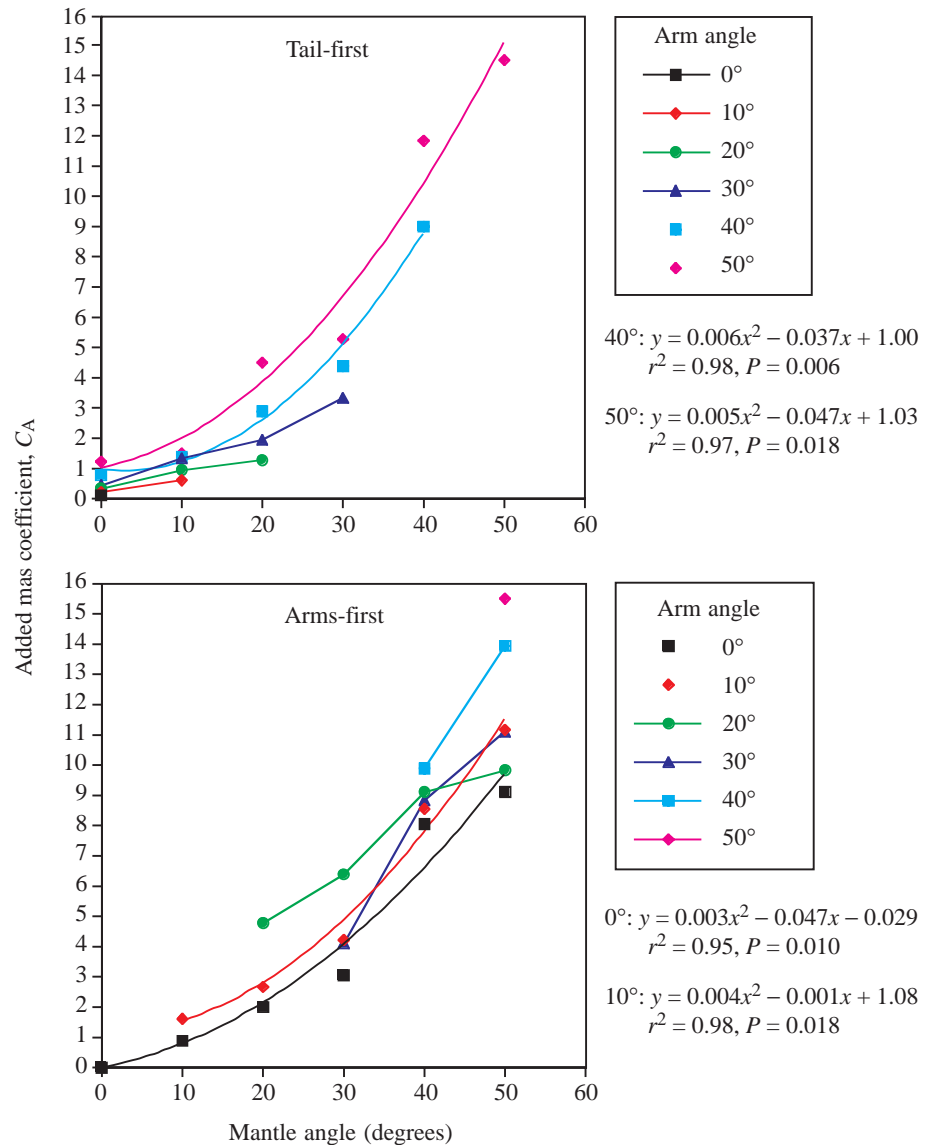 Added mas coefficient, C_A
16
15
14
13
12
11
10
9
8
7
6
5
4
3
2
1
0
Tail-first
0 10 20 30 40 50 60
Arm angle
0°
10°
20°
30°
40°
50°
40°: y = 0.006x² − 0.037x + 1.00
r² = 0.98, P = 0.006
50°: y = 0.005x² − 0.047x + 1.03
r² = 0.97, P = 0.018
16
15
14
13
12
11
10
9
8
7
6
5
4
3
2
1
0
Arms-first
0 10 20 30 40 50 60
Mantle angle (degrees)
Arm angle
0°
10°
20°
30°
40°
50°
0°: y = 0.003x² − 0.047x − 0.029
r² = 0.95, P = 0.010
10°: y = 0.004x² − 0.001x + 1.08
r² = 0.98, P = 0.018